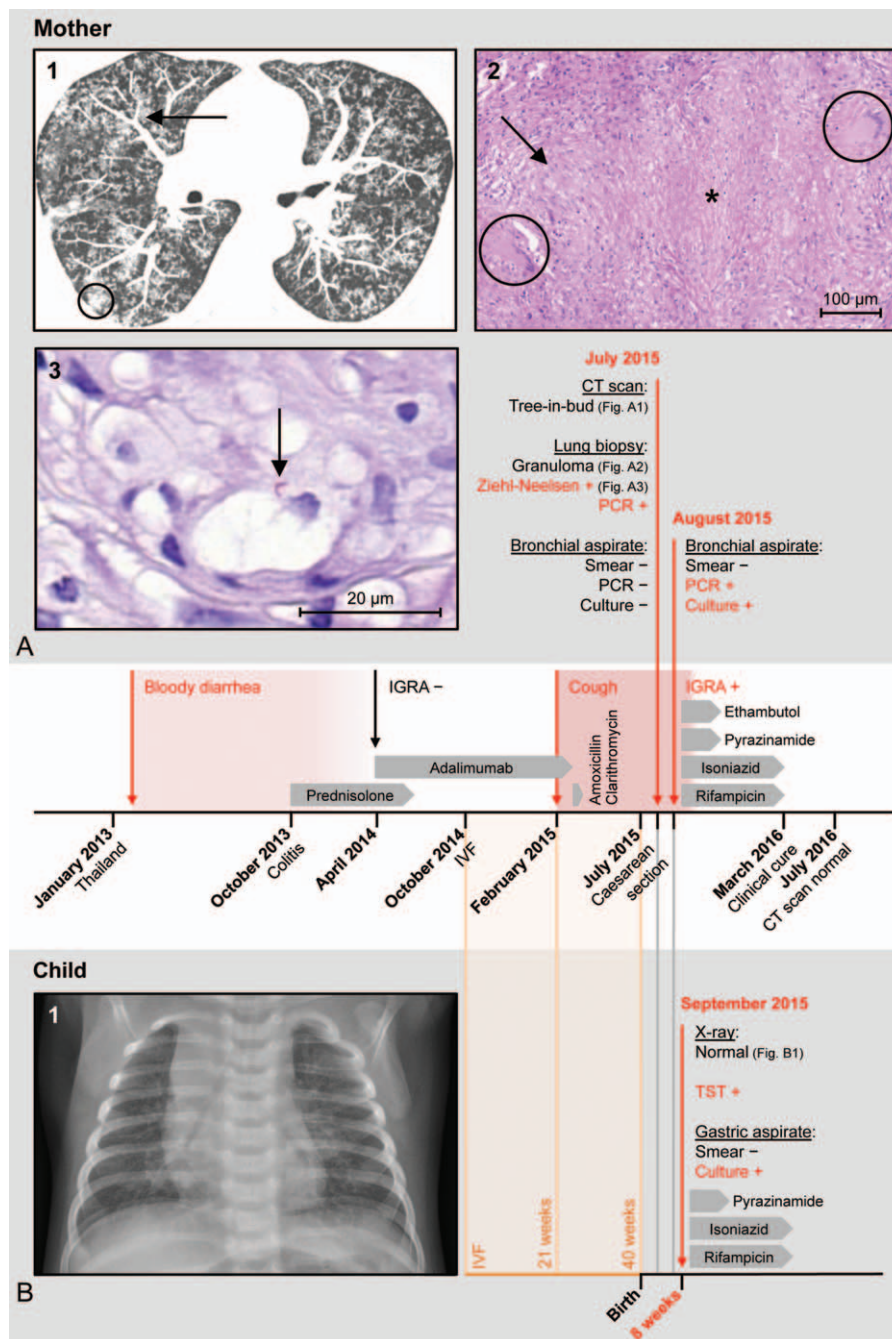 Mother
1
2
*
100 µm
3
20 µm
July 2015
CT scan:
Tree-in-bud (Fig. A1)
Lung biopsy:
Granuloma (Fig. A2)
Ziehl-Neelsen + (Fig. A3)
PCR +
Bronchial aspirate:
Smear −
PCR −
Culture −
August 2015
Bronchial aspirate:
Smear −
PCR +
Culture +
A
Bloody diarrhea
IGRA −
Cough
IGRA +
Ethambutol
Pyrazinamide
Isoniazid
Rifampicin
Adalimumab
Prednisolone
Amoxicillin
Clarithromycin
January 2013
Thailand
October 2013
Colitis
April 2014
October 2014
IVF
February 2015
July 2015
Caesarean
section
March 2016
Clinical cure
July 2016
CT scan normal
Child
1
September 2015
X-ray:
Normal (Fig. B1)
TST +
Gastric aspirate:
Smear −
Culture +
Pyrazinamide
Isoniazid
Rifampicin
IVF
21 weeks
40 weeks
Birth
8 weeks
B